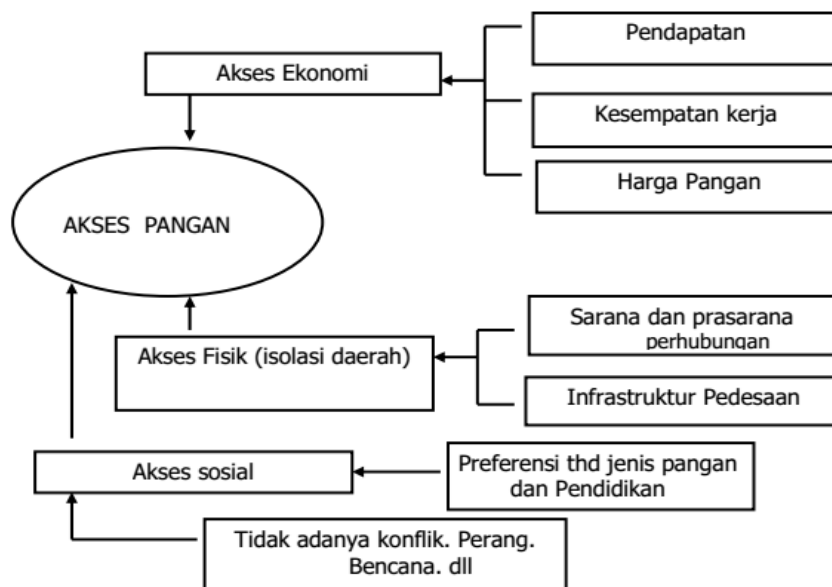 Pendapatan
Akses Ekonomi
Kesempatan kerja
Harga Pangan
AKSES PANGAN
Sarana dan prasarana
perhubungan
Akses Fisik (isolasi daerah)
Infrastruktur Pedesaan
Akses sosial
Preferensi thd jenis pangan
dan Pendidikan
Tidak adanya konflik. Perang.
Bencana. dll